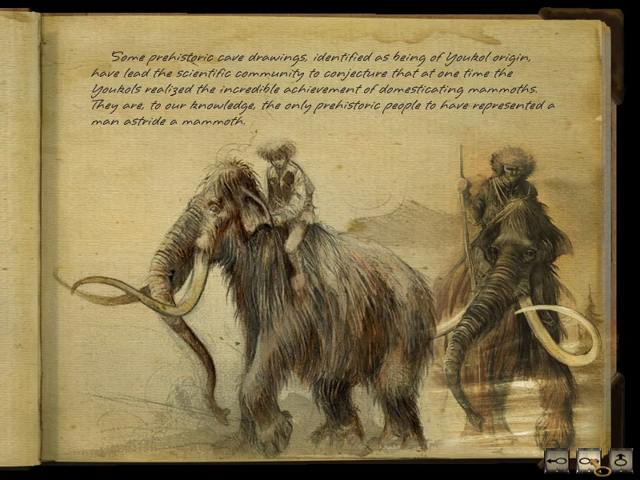 Some prehistoric cave drawings, identified as being of Youkol origin,
have lead the scientific community to conjecture that at one time the
Youkols realized the incredible achievement of domesticating mammoths.
They are, to our knowledge, the only prehistoric people to have represented a
man astride a mammoth.